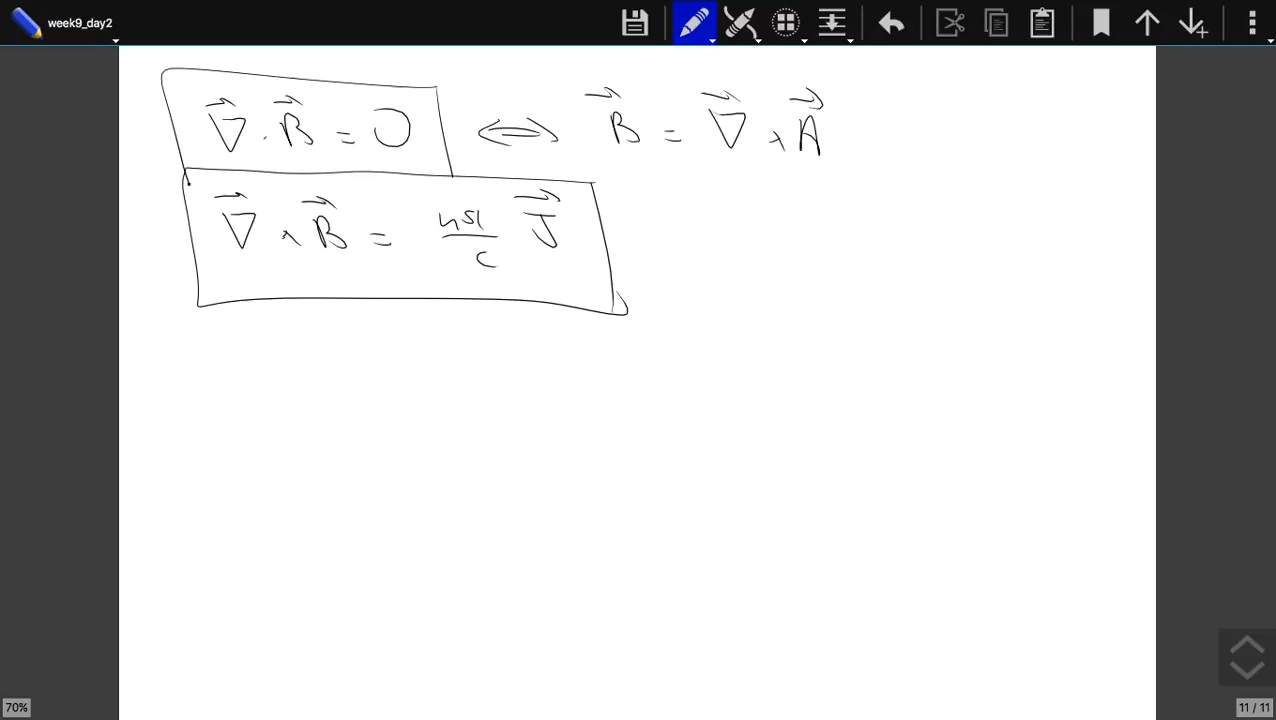 week9_day2
∇⃗ · B⃗ = 0 ⟺ B⃗ = ∇⃗ × A⃗
∇⃗ × B⃗ = 4π/c J⃗
70%
11 / 11